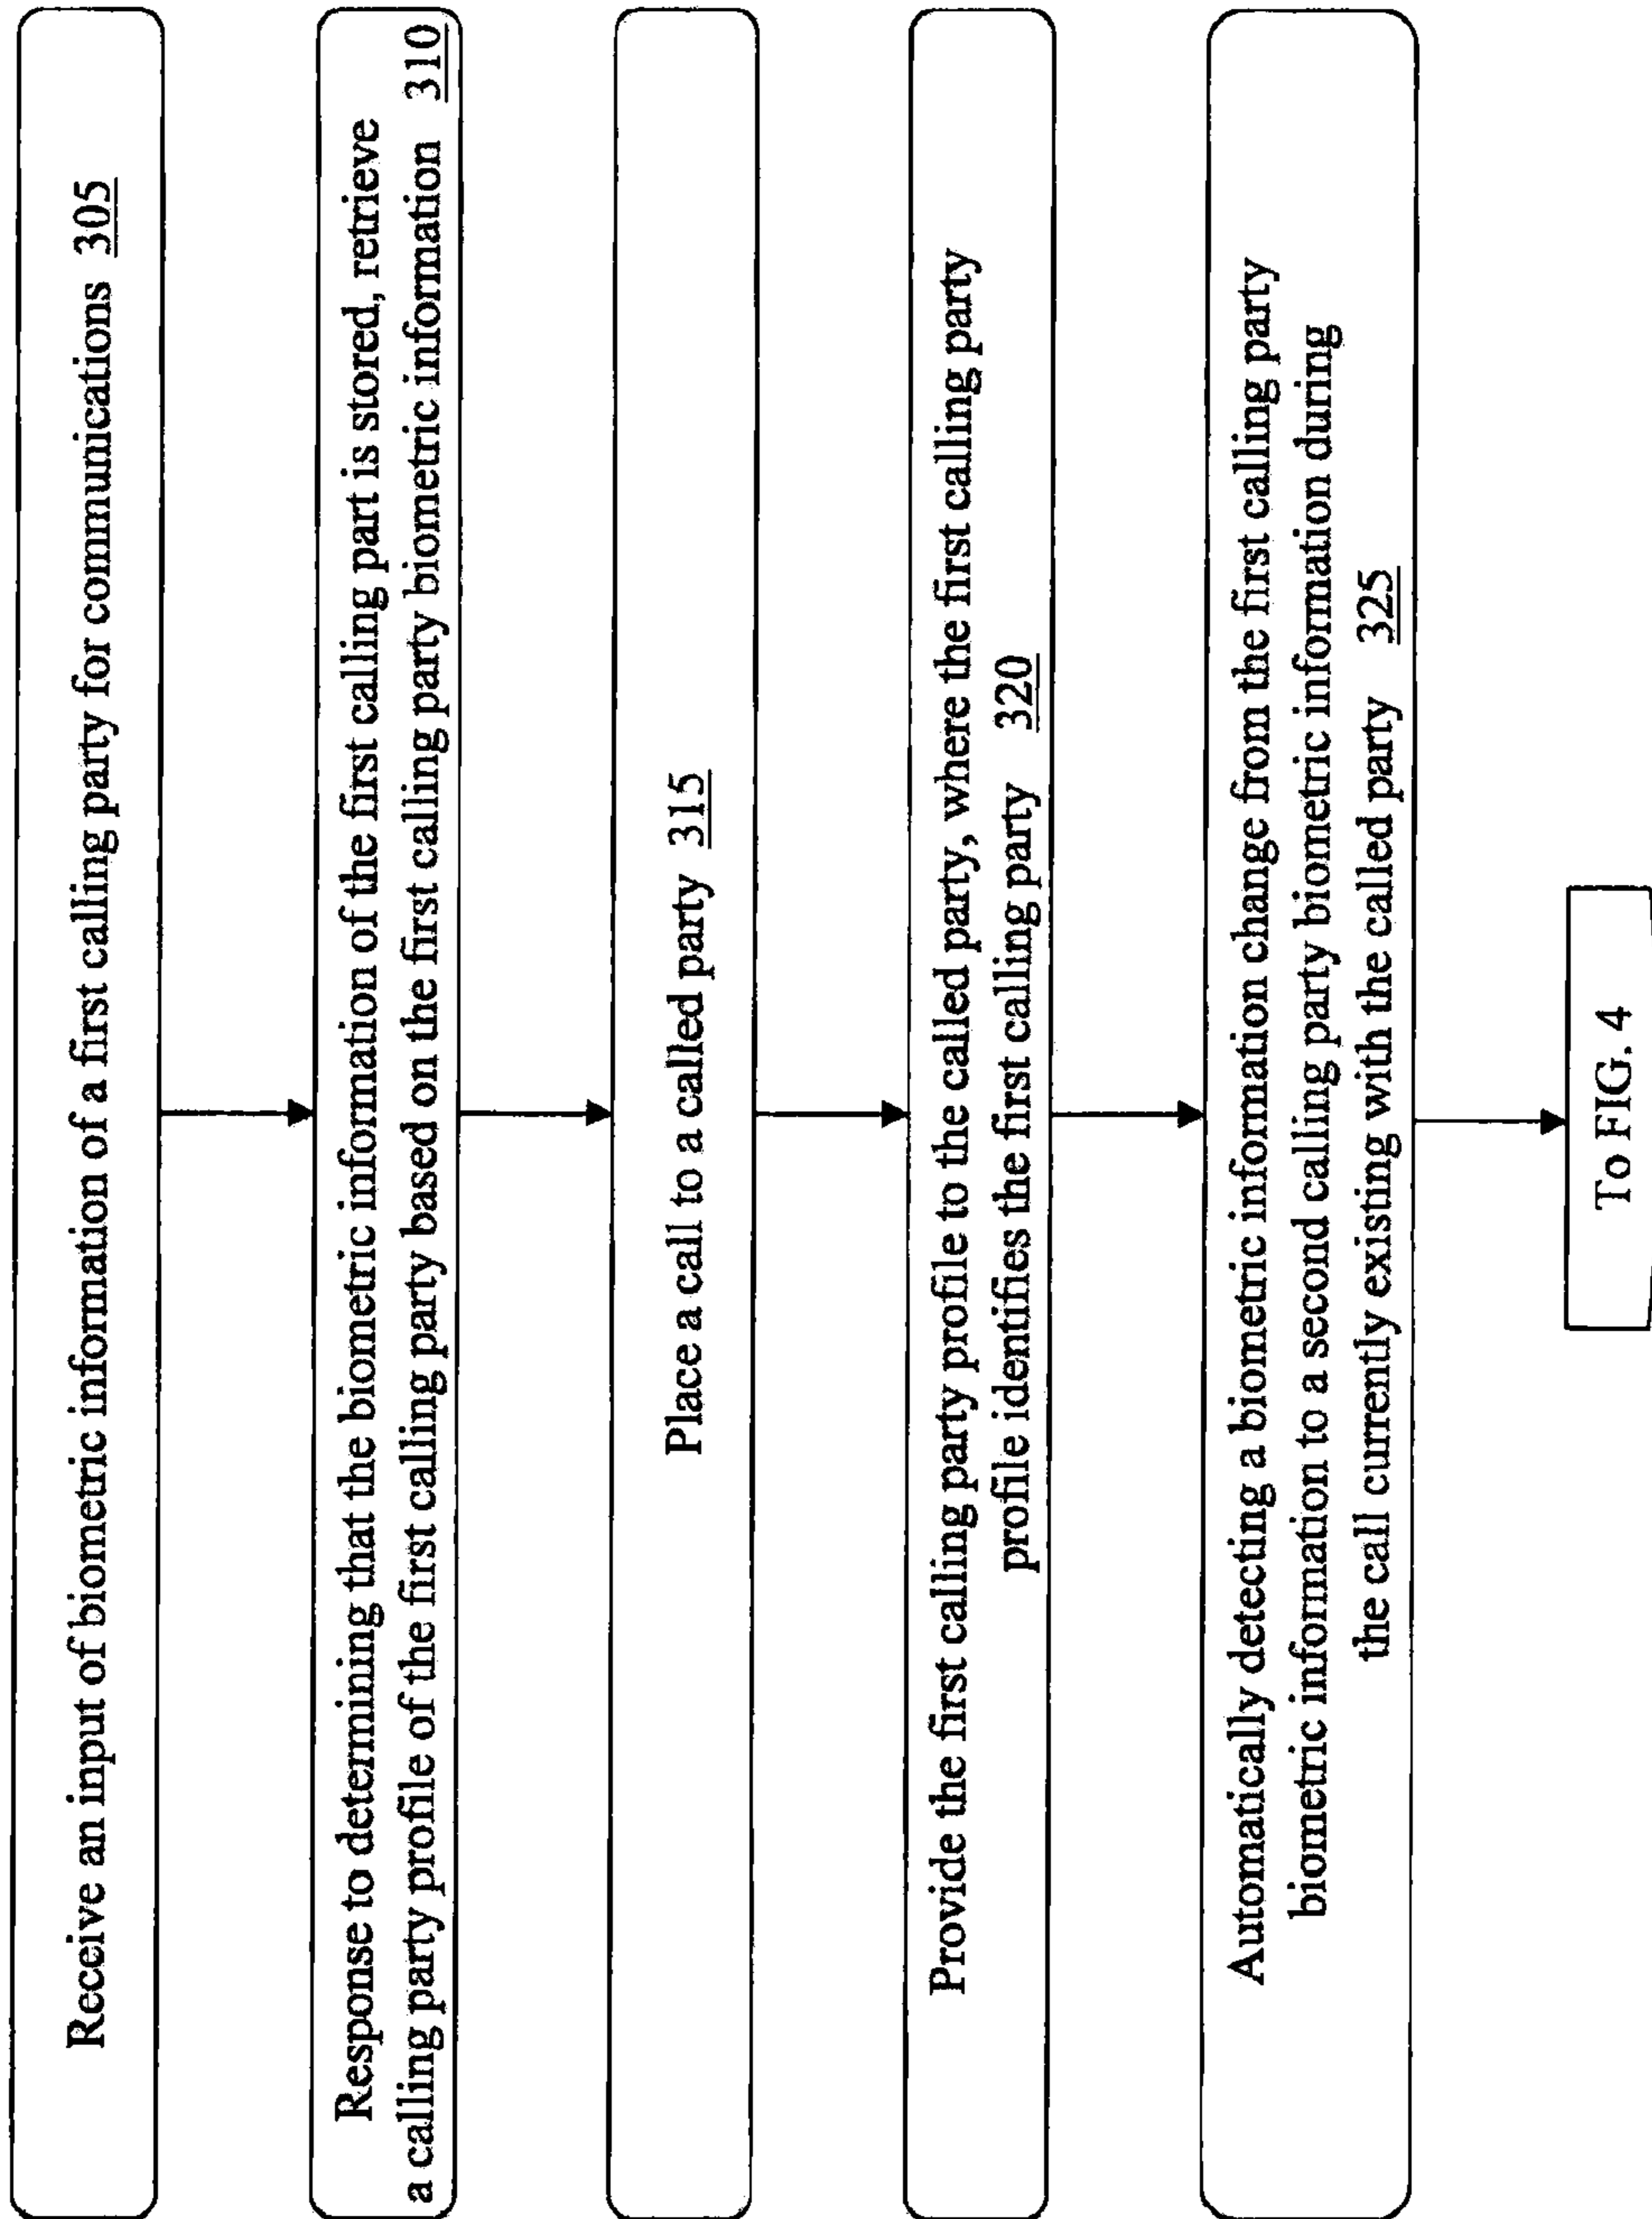 Receive an input of biometric information of a first calling party for communications 305
Response to determining that the biometric information of the first calling part is stored, retrieve
a calling party profile of the first calling party based on the first calling party biometric information 310
Place a call to a called party 315
Provide the first calling party profile to the called party, where the first calling party
profile identifies the first calling party 320
Automatically detecting a biometric information change from the first calling party
biometric information to a second calling party biometric information during
the call currently existing with the called party 325
To FIG. 4